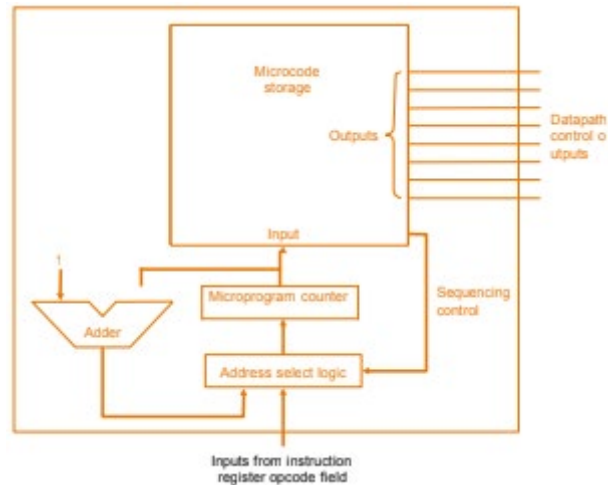 Microcode
storage
Outputs
Datapath
control o
utputs
Input
1
Microprogram counter
Sequencing
control
Adder
Address select logic
Inputs from instruction
register opcode field